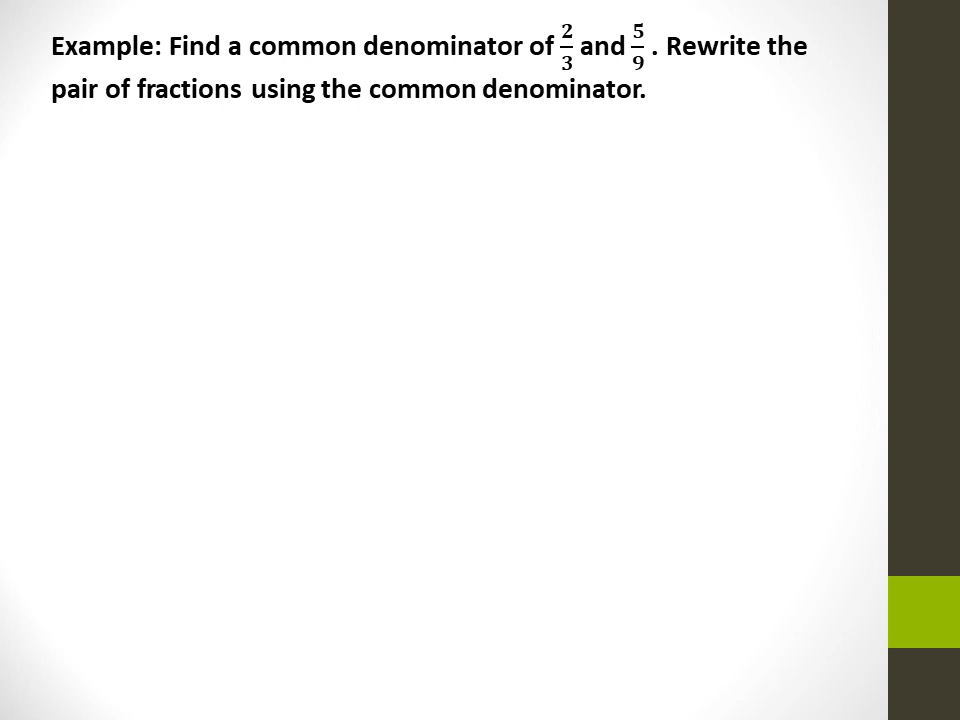 Example: Find a common denominator of 2/3 and 5/9 . Rewrite the
pair of fractions using the common denominator.